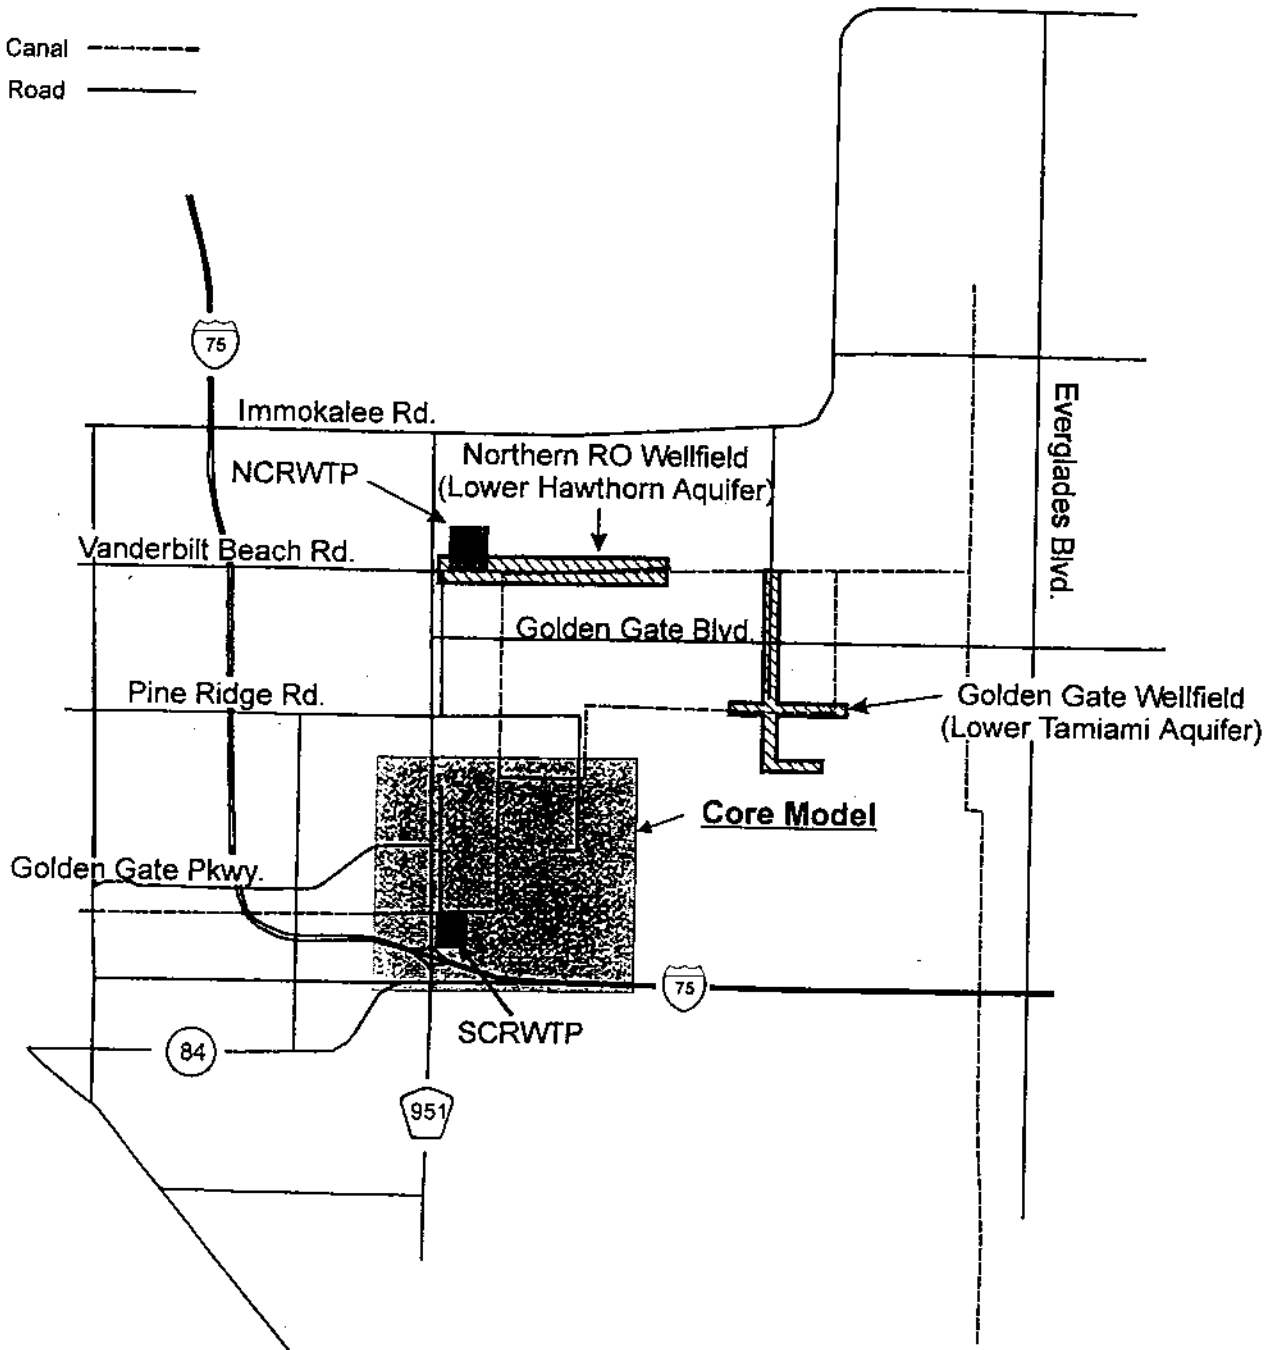 Canal
Road
75
Immokalee Rd.
Everglades Blvd.
NCRWTP
Northern RO Wellfield
(Lower Hawthorn Aquifer)
Vanderbilt Beach Rd.
Golden Gate Blvd
Pine Ridge Rd.
Golden Gate Wellfield
(Lower Tamiami Aquifer)
Core Model
Golden Gate Pkwy.
75
SCRWTP
84
951